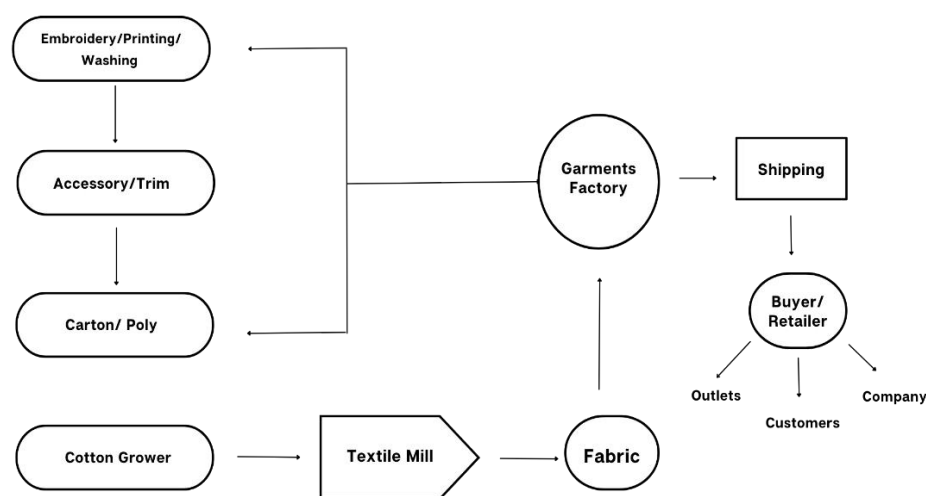 Embroidery/Printing/
Washing
Accessory/Trim
Carton/ Poly
Cotton Grower
Textile Mill
Fabric
Garments
Factory
Shipping
Buyer/
Retailer
Outlets
Customers
Company